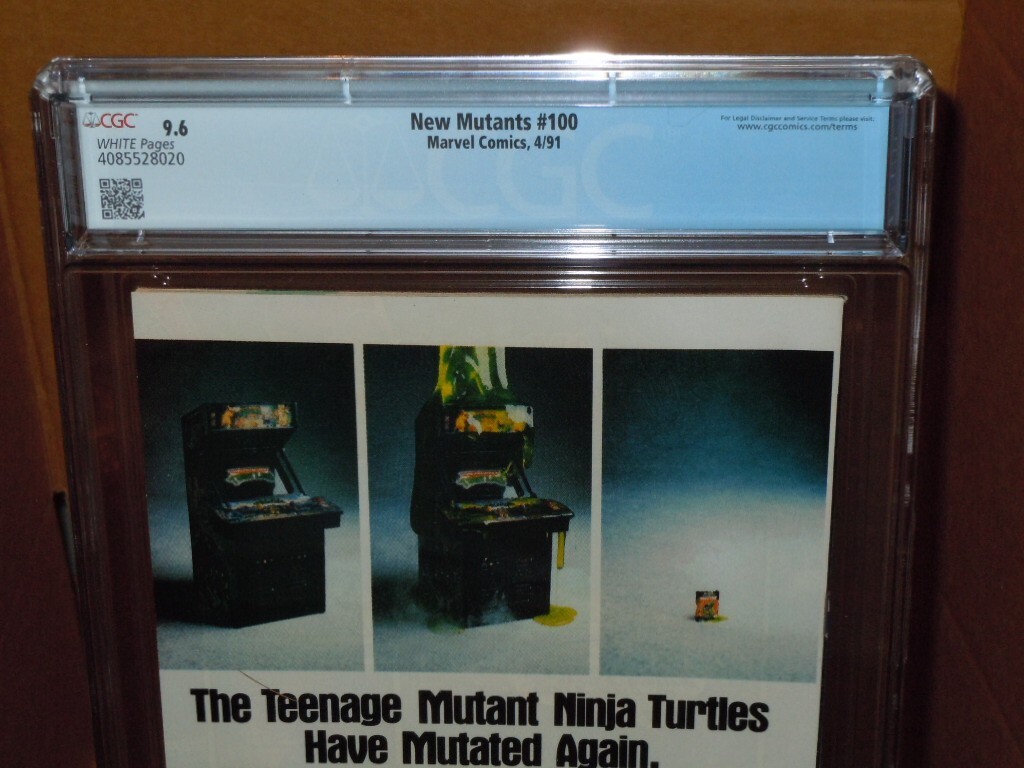 CGC
9.6
WHITE Pages
4085528020
New Mutants #100
Marvel Comics, 4/91
For Legal Disclaimer and Service Terms please visit:
www.cgccomics.com/terms
CGC
The Teenage Mutant Ninja Turtles
Have Mutated Again.